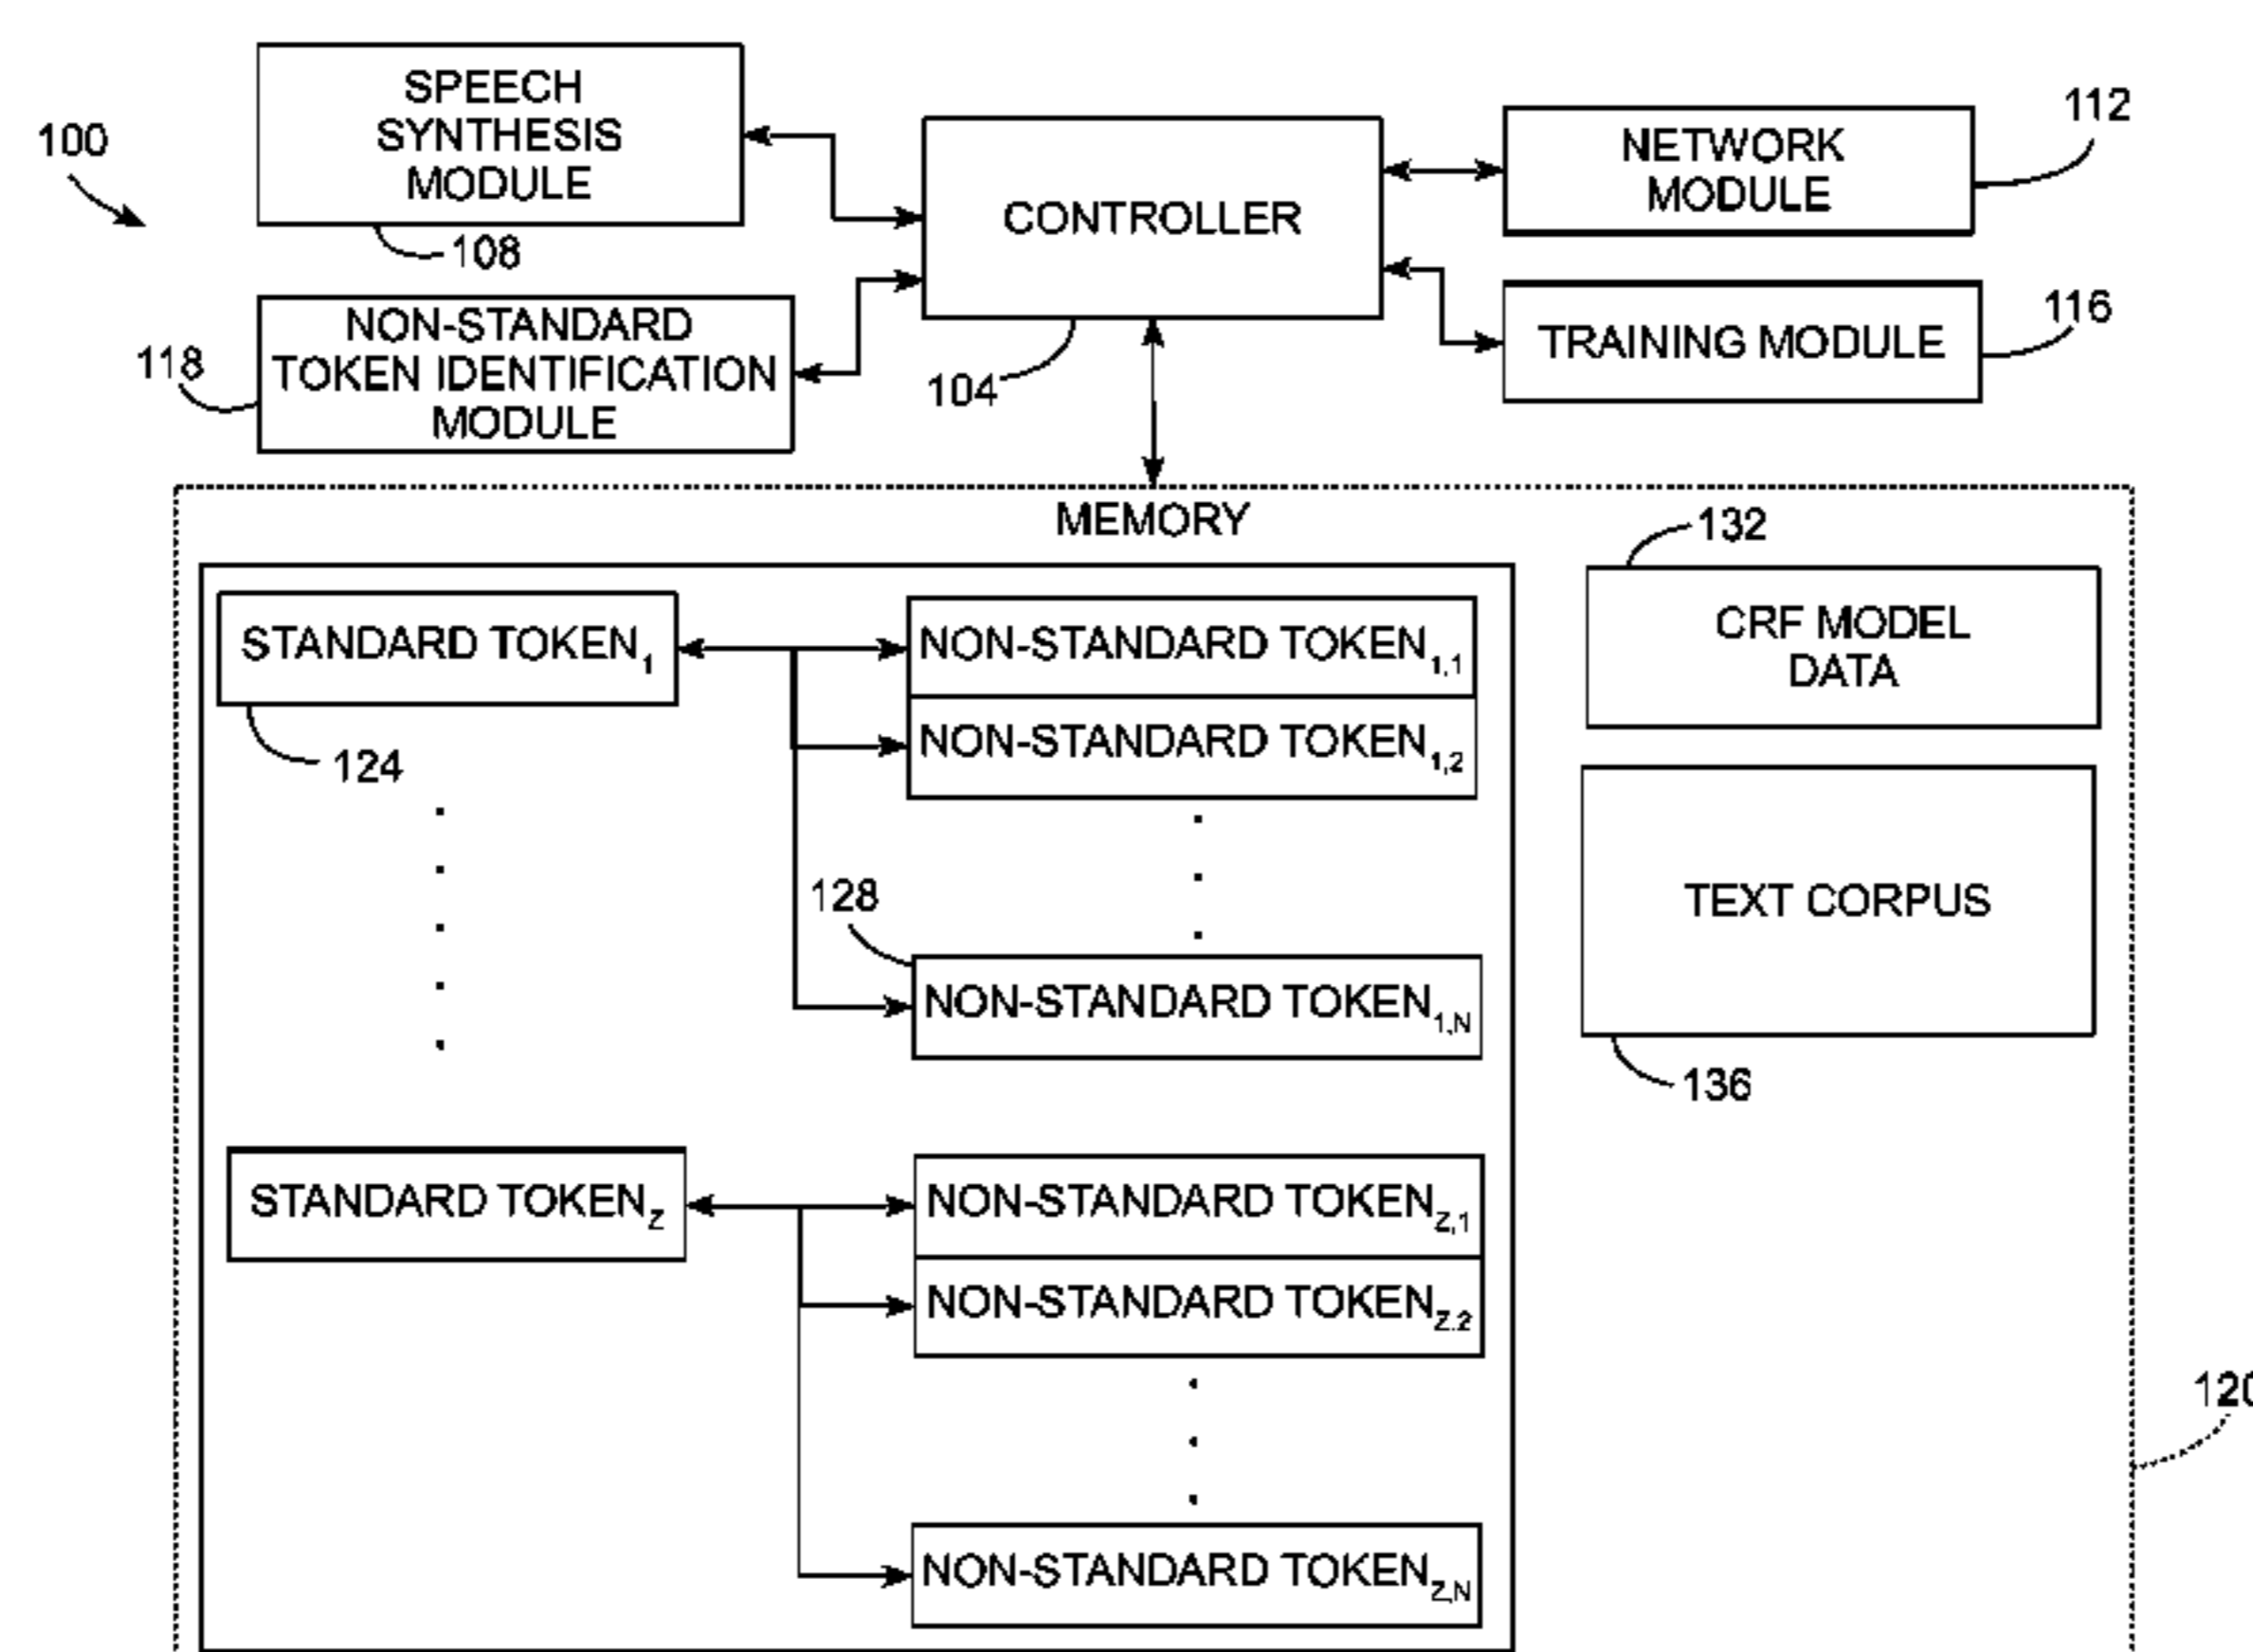 100
SPEECH
SYNTHESIS
MODULE
108
CONTROLLER
104
NETWORK
MODULE
112
NON-STANDARD
TOKEN IDENTIFICATION
MODULE
118
TRAINING MODULE
116
MEMORY
STANDARD TOKEN1
124
NON-STANDARD TOKEN1,1
NON-STANDARD TOKEN1,2
128
NON-STANDARD TOKEN1,N
132
CRF MODEL
DATA
TEXT CORPUS
136
STANDARD TOKENZ
NON-STANDARD TOKENZ,1
NON-STANDARD TOKENZ.2
NON-STANDARD TOKENZ,N
120